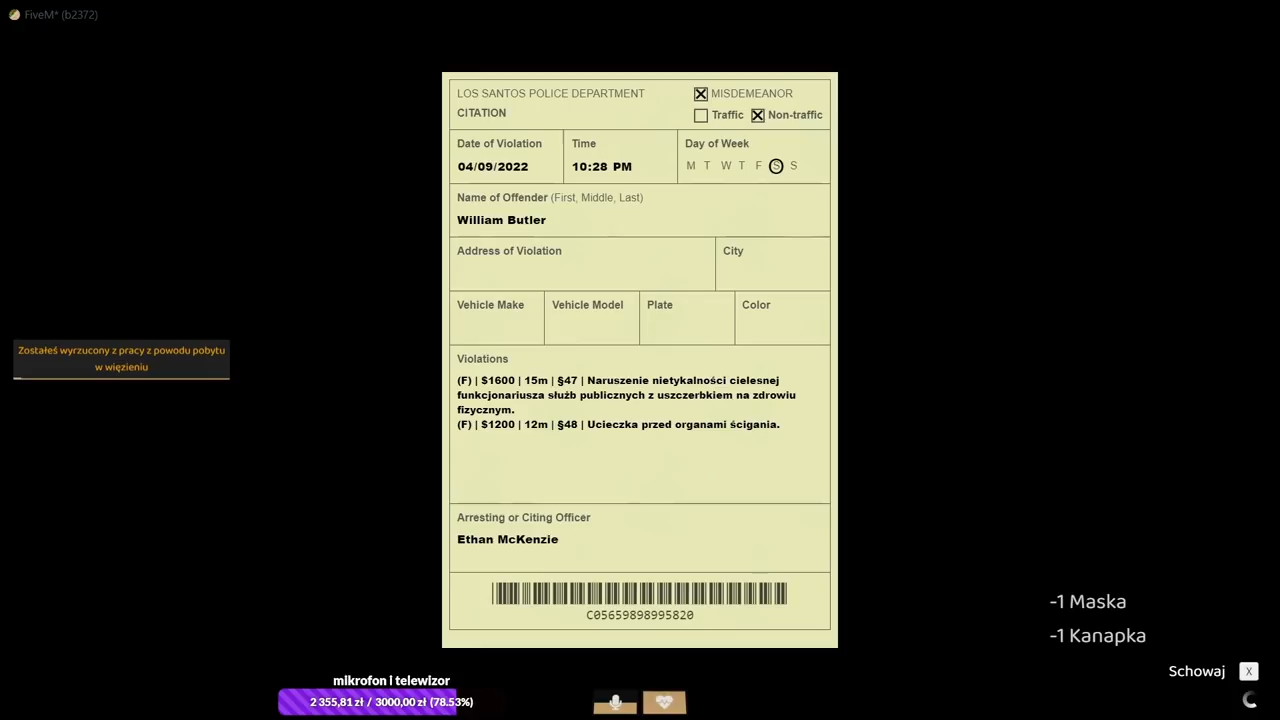 FiveM* (b2372)
LOS SANTOS POLICE DEPARTMENT
CITATION
MISDEMEANOR
Traffic Non-traffic
Date of Violation Time Day of Week
04/09/2022 10:28 PM M T W T F S S
Name of Offender (First, Middle, Last)
William Butler
Address of Violation City
Vehicle Make Vehicle Model Plate Color
Zostałeś wyrzucony z pracy z powodu pobytu
w więzieniu
Violations
(F) | $1600 | 15m | §47 | Naruszenie nietykalności cielesnej
funkcjonariusza służb publicznych z uszczerbkiem na zdrowiu
fizycznym.
(F) | $1200 | 12m | §48 | Ucieczka przed organami ścigania.
Arresting or Citing Officer
Ethan McKenzie
C05659898995820
-1 Maska
-1 Kanapka
Schowaj X
mikrofon i telewizor
2 355,81 zł / 3000,00 zł (78.53%)